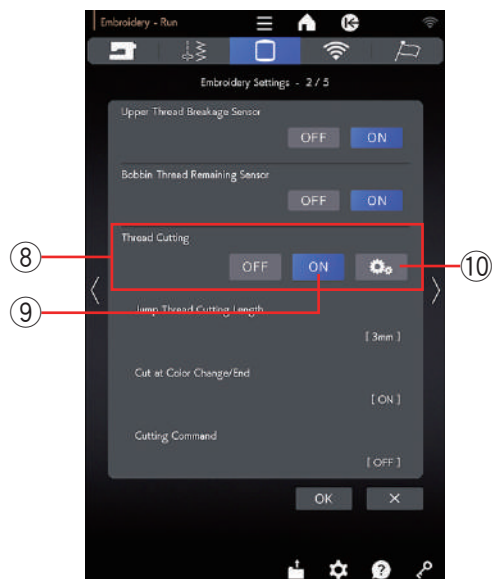 Embroidery - Run
Embroidery Settings - 2 / 5
Upper Thread Breakage Sensor
OFF ON
Bobbin Thread Remaining Sensor
OFF ON
Thread Cutting
⑧
OFF ON
⑩
⑨
Jump Thread Cutting Length
[ 3mm ]
Cut at Color Change/End
[ ON ]
Cutting Command
[ OFF ]
OK ×
?